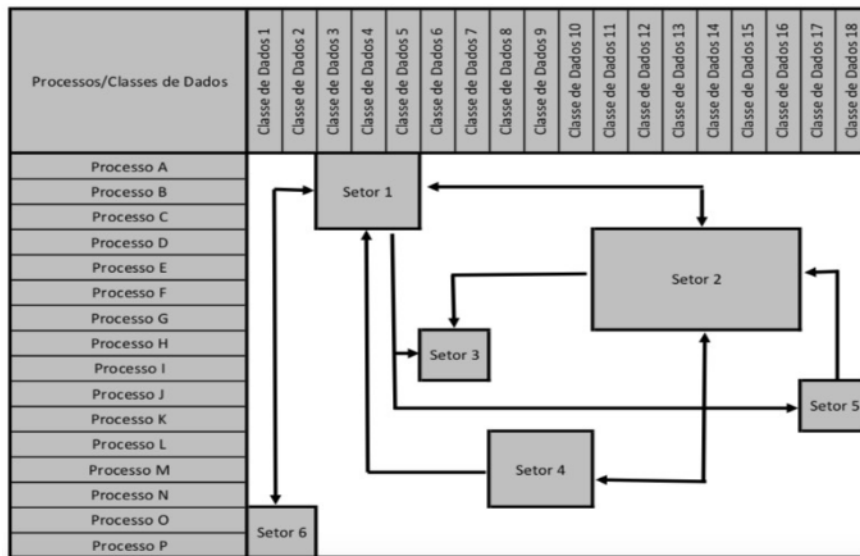 Processos/Classes de Dados
Classe de Dados 1
Classe de Dados 2
Classe de Dados 3
Classe de Dados 4
Classe de Dados 5
Classe de Dados 6
Classe de Dados 7
Classe de Dados 8
Classe de Dados 9
Classe de Dados 10
Classe de Dados 11
Classe de Dados 12
Classe de Dados 13
Classe de Dados 14
Classe de Dados 15
Classe de Dados 16
Classe de Dados 17
Classe de Dados 18
Processo A
Processo B
Processo C
Processo D
Processo E
Processo F
Processo G
Processo H
Processo I
Processo J
Processo K
Processo L
Processo M
Processo N
Processo O
Processo P
Setor 1
Setor 2
Setor 3
Setor 5
Setor 4
Setor 6